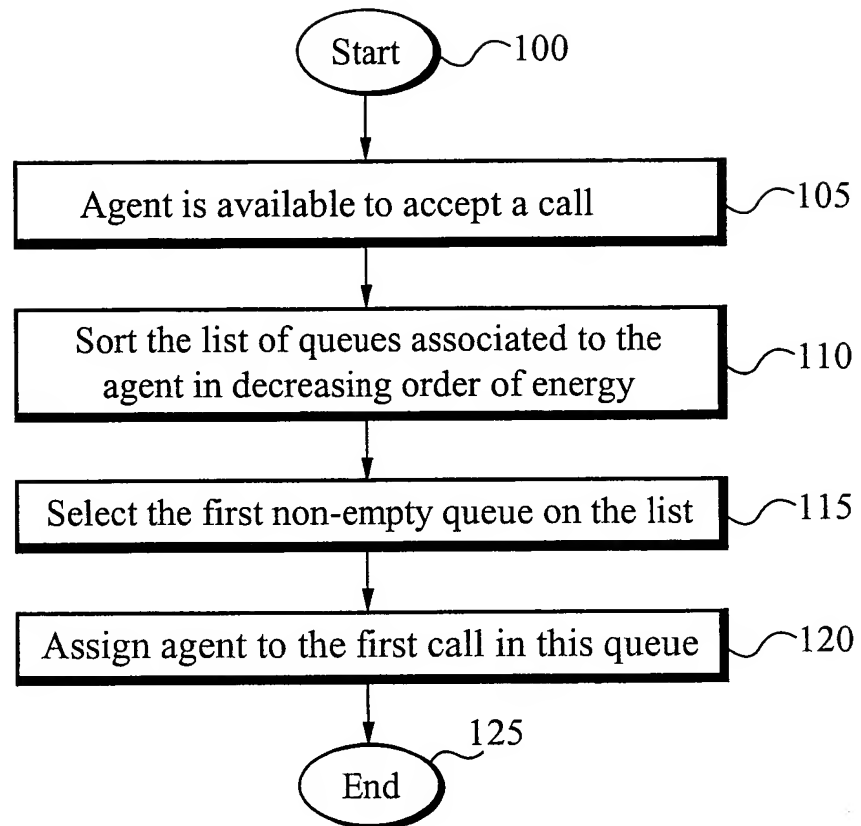 Start
100
Agent is available to accept a call
105
Sort the list of queues associated to the
agent in decreasing order of energy
110
Select the first non-empty queue on the list
115
Assign agent to the first call in this queue
120
125
End